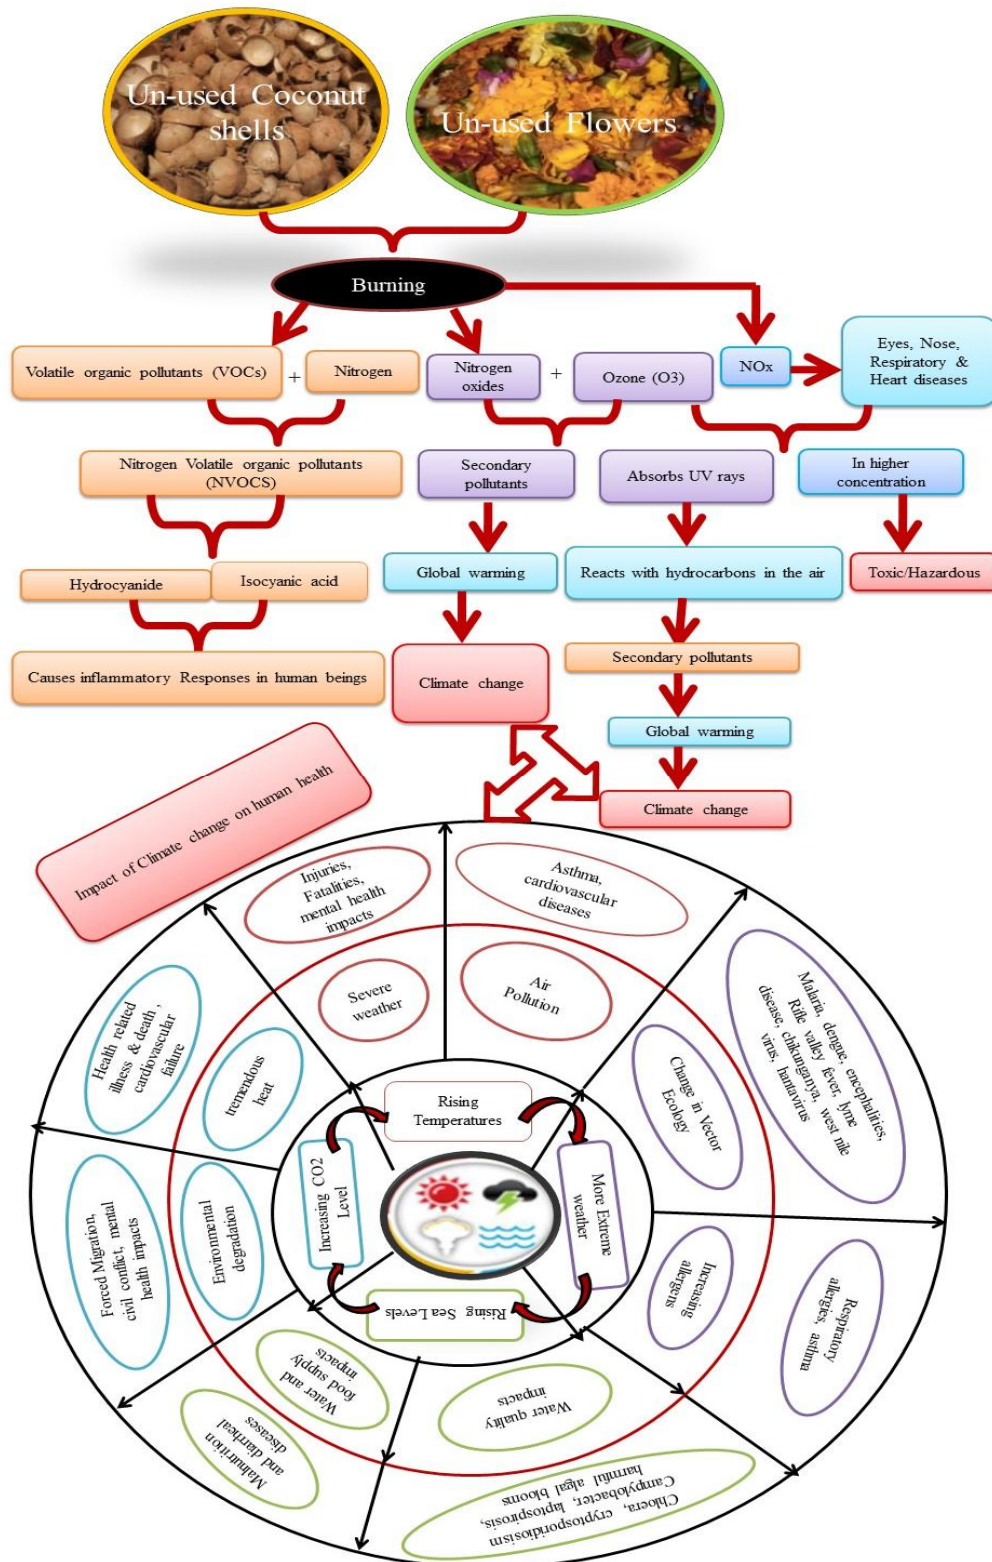 Un-used Coconut
shells
Un-used Flowers
Burning
Volatile organic pollutants (VOCs)
+
Nitrogen
Nitrogen
oxides
+
Ozone (O3)
NOx
Eyes, Nose,
Respiratory &
Heart diseases
Nitrogen Volatile organic pollutants
(NVOCS)
Secondary
pollutants
Absorbs UV rays
In higher
concentration
Hydrocyanide
Isocyanic acid
Global warming
Reacts with hydrocarbons in the air
Toxic/Hazardous
Causes inflammatory Responses in human beings
Climate change
Secondary pollutants
Global warming
Climate change
Impact of Climate change on human health
Injuries,
Fatalities,
mental health
impacts
Asthma,
cardiovascular
diseases
Malaria, dengue, encephalities,
Rifle valley fever, lyme
disease, chikunganya, west nile
virus, hantavirus
Respiratory
allergies, asthma
Chloera, cryptosporidiosism
Campylobacter, laptospirosis,
harmful algal blooms
Malnutrition
and diarrheal
diseases
Forced Migration,
civil conflict, mental
health impacts
Health related
illness & death ,
cardiovascular
failure
Severe
weather
Air
Pollution
Change in Vector
Ecology
Increasing
allergens
Water quality
impacts
Water and
food supply
impacts
Environmental
degradation
tremendous
heat
Rising
Temperatures
More Extreme
weather
Rising Sea Levels
Increasing CO2
Level